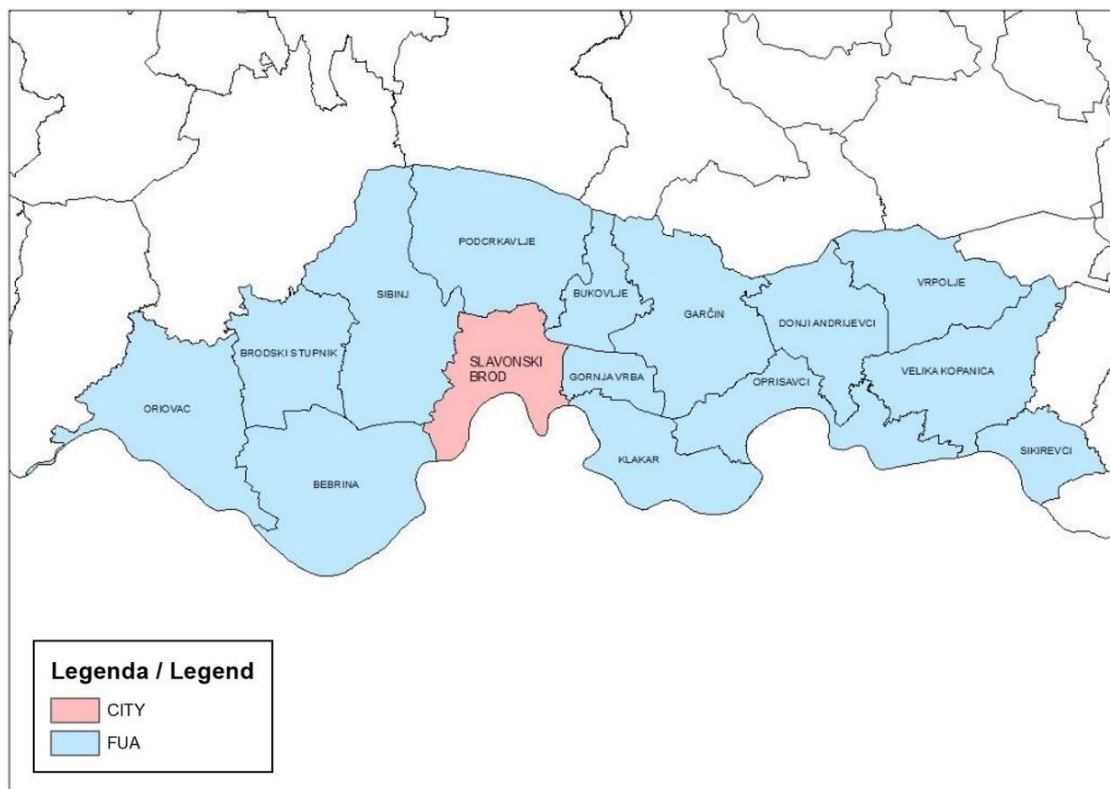 PODCRKAVLJE
VRPOLJE
SIBINJ
BUKOVLJE
GARČIN
DONJI ANDRIJEVCI
BRODSKI STUPNIK
SLAVONSKI
BROD
GORNJA VRBA
OPRISAVCI
VELIKA KOPANICA
ORIOVAC
KLAKAR
SIKIREVCI
BEBRINA
Legenda / Legend
CITY
FUA